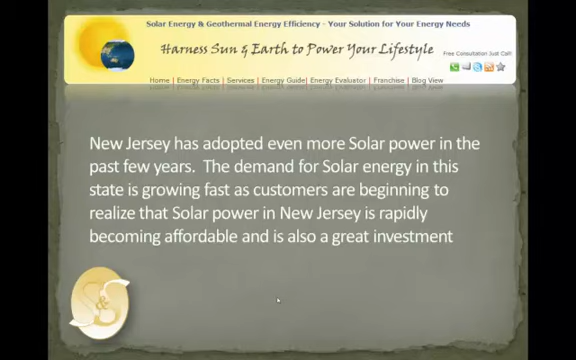 Solar Energy & Geothermal Energy Efficiency - Your Solution for Your Energy Needs
Harness Sun & Earth to Power Your Lifestyle
Free Consultation Just Call!
Home | Energy Facts | Services | Energy Guide| Energy Evaluator | Franchise | Blog View
New Jersey has adopted even more Solar power in the
past few years. The demand for Solar energy in this
state is growing fast as customers are beginning to
realize that Solar power in New Jersey is rapidly
becoming affordable and is also a great investment
S&S